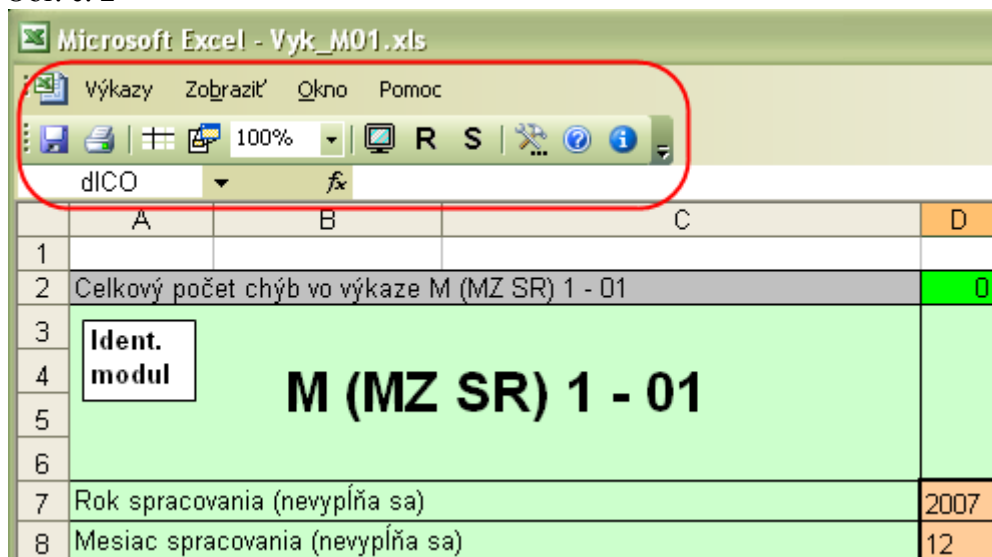 Microsoft Excel - Vyk_M01.xls
Výkazy Zobraziť Okno Pomoc
100% R S
dICO fx
A B C D
1
2 Celkový počet chýb vo výkaze M (MZ SR) 1 - 01 0
3 Ident.
4 modul
M (MZ SR) 1 - 01
5
6
7 Rok spracovania (nevypĺňa sa) 2007
8 Mesiac spracovania (nevypĺňa sa) 12